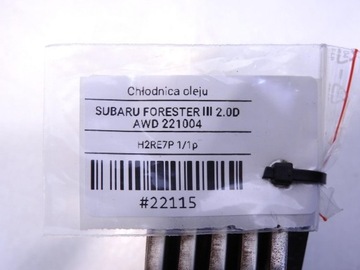 Chłodnica oleju
SUBARU FORESTER III 2.0D
AWD 221004
H2RE7P 1/1p
#22115